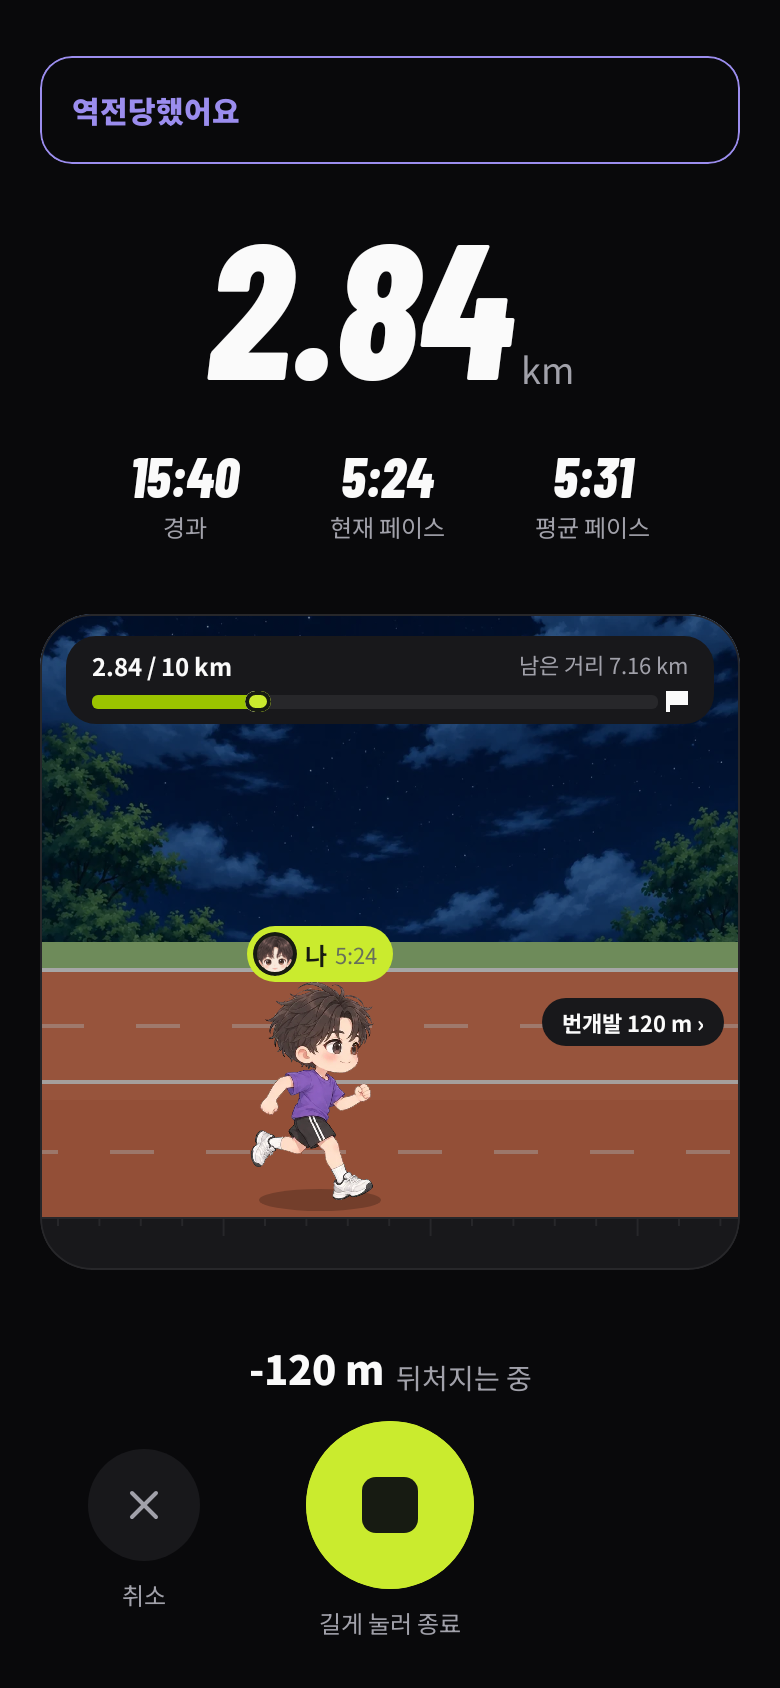 역전당했어요
2.84 km
15:40 5:24 5:31
경과 현재 페이스 평균 페이스
2.84 / 10 km 남은 거리 7.16 km
나 5:24
번개발 120 m ›
-120 m 뒤처지는 중
취소
길게 눌러 종료